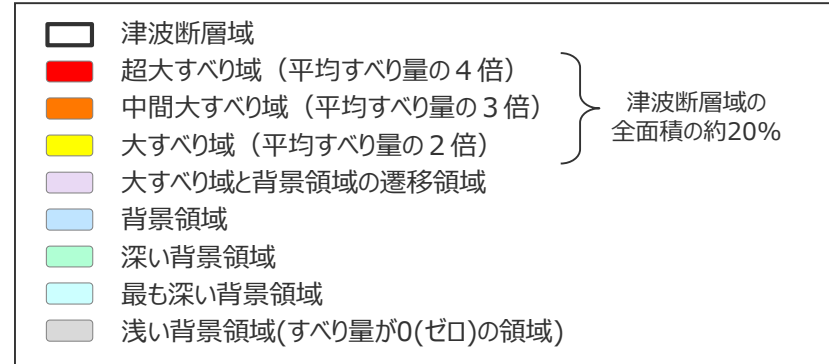 津波断層域
超大すべり域（平均すべり量の４倍）
中間大すべり域（平均すべり量の３倍）
大すべり域（平均すべり量の２倍）
津波断層域の
全面積の約20%
大すべり域と背景領域の遷移領域
背景領域
深い背景領域
最も深い背景領域
浅い背景領域(すべり量が0(ゼロ)の領域)